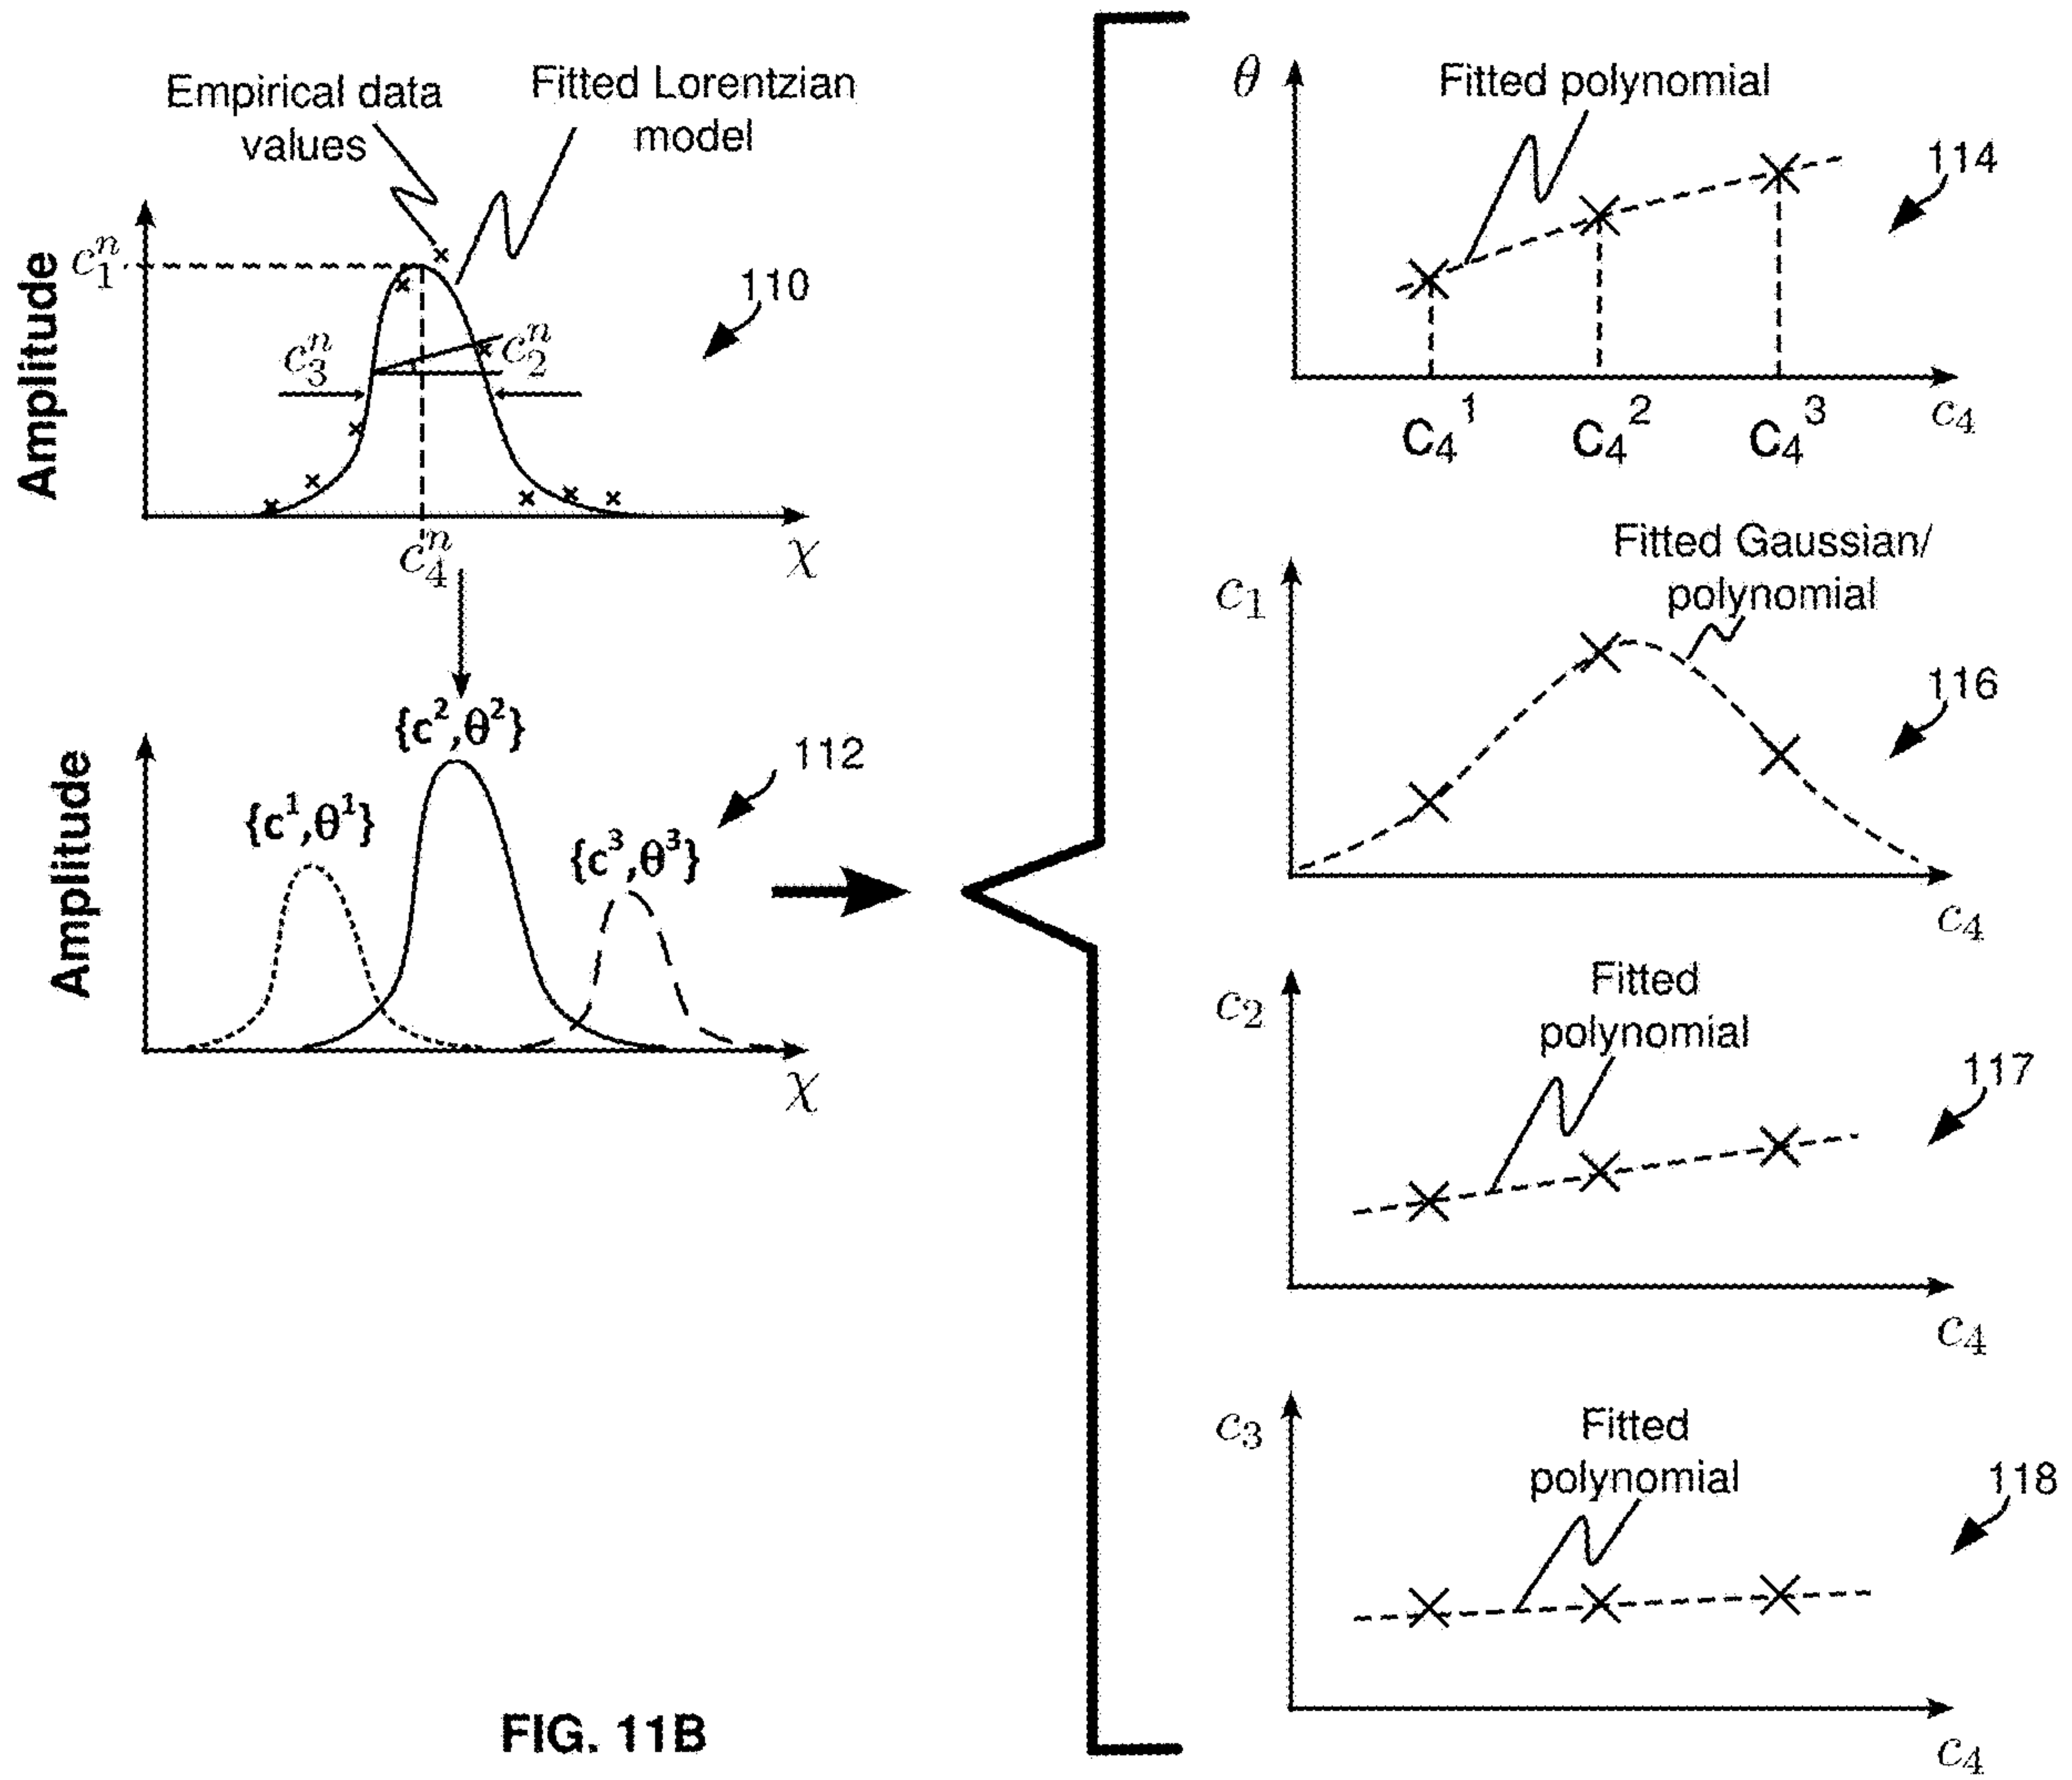 Empirical data
values
Fitted Lorentzian
model
Amplitude
c₁ⁿ
c₃ⁿ
c₂ⁿ
c₄ⁿ
χ
110
Amplitude
{c¹,θ¹}
{c²,θ²}
{c³,θ³}
χ
112
θ
Fitted polynomial
114
C₄¹
C₄²
C₄³
c₄
c₁
Fitted Gaussian/
polynomial
116
c₄
c₂
Fitted
polynomial
117
c₄
c₃
Fitted
polynomial
118
c₄
FIG. 11B